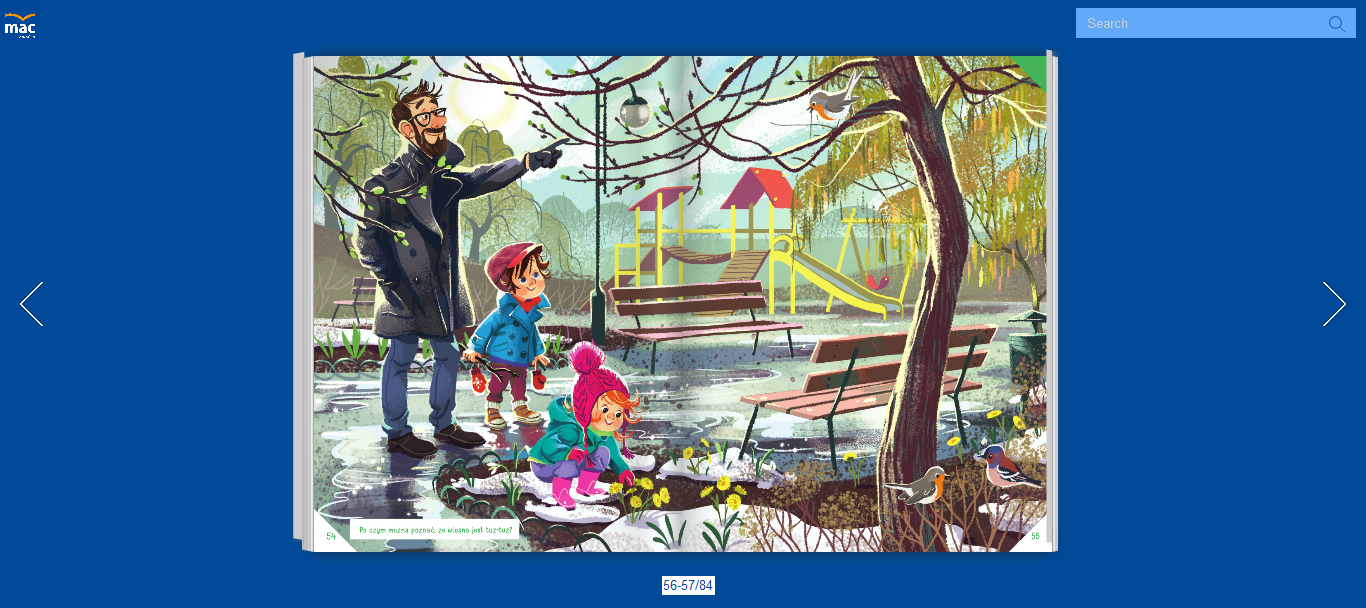 mac
Search
54
Po czym można poznać, że wiosna jest tuż-tuż?
55
56-57/84